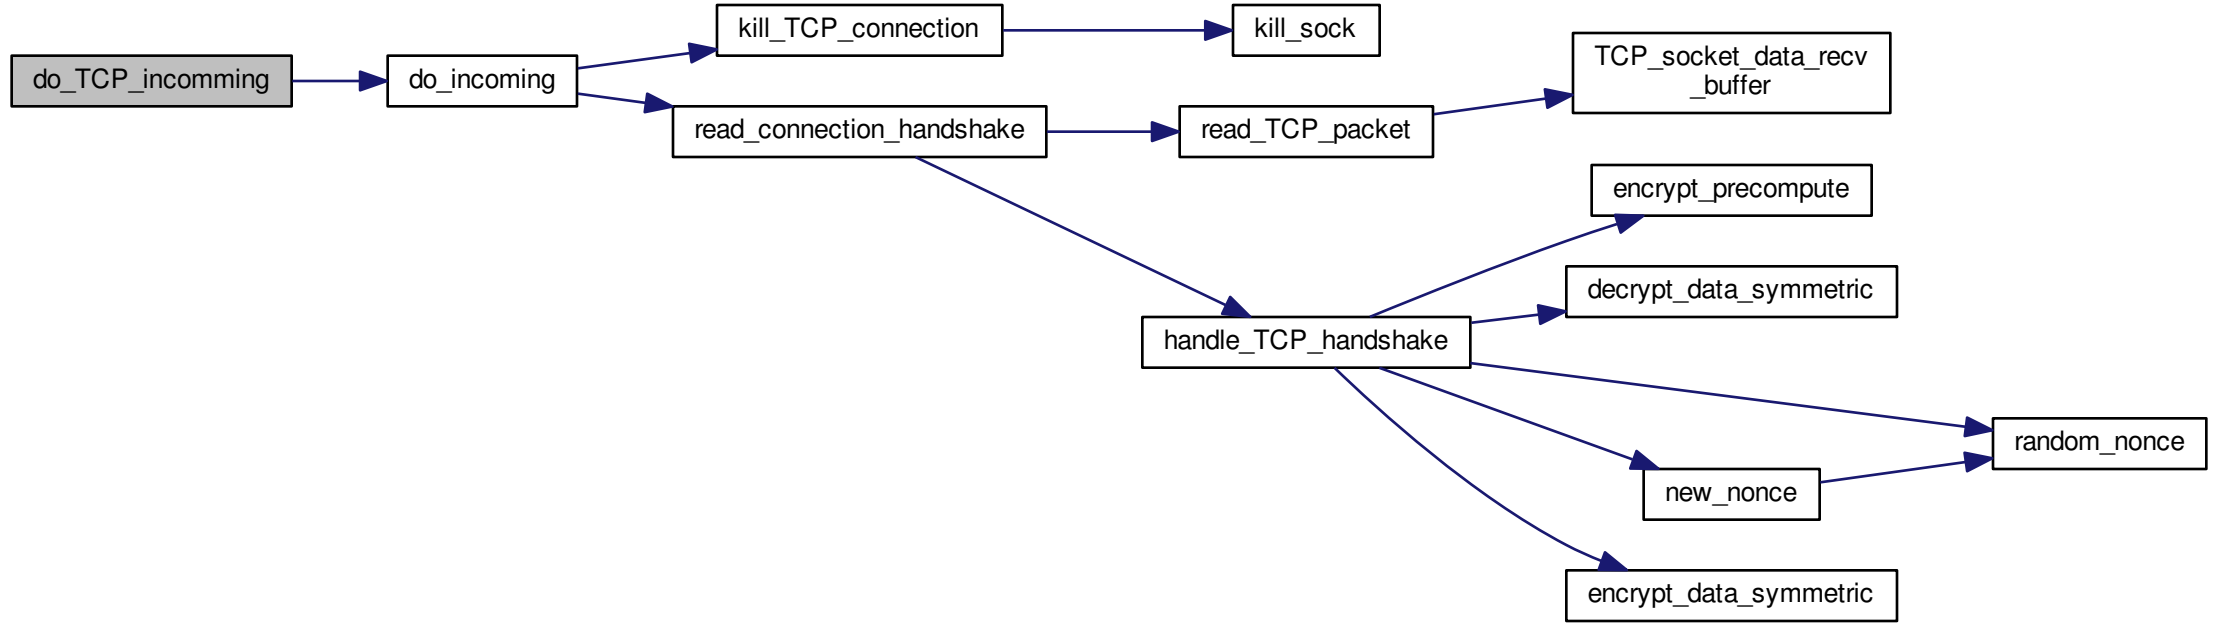 do_TCP_incomming
do_incoming
kill_TCP_connection
kill_sock
read_connection_handshake
read_TCP_packet
TCP_socket_data_recv
_buffer
handle_TCP_handshake
encrypt_precompute
decrypt_data_symmetric
random_nonce
new_nonce
encrypt_data_symmetric